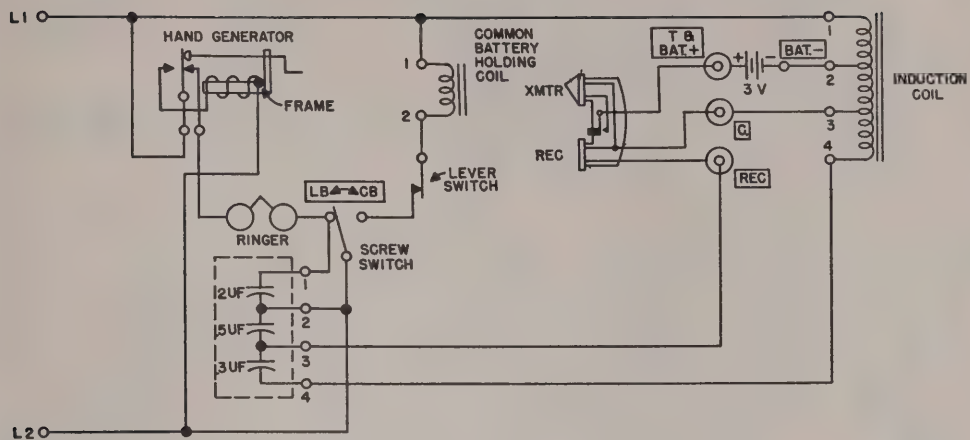 L1
HAND GENERATOR
FRAME
COMMON
BATTERY
HOLDING
COIL
1
2
LEVER
SWITCH
T &
BAT.+
+
-
BAT.-
3 V
XMTR
C
REC
REC
1
2
3
4
INDUCTION
COIL
LB CB
RINGER
SCREW
SWITCH
2UF
.5UF
3UF
1
2
3
4
L2